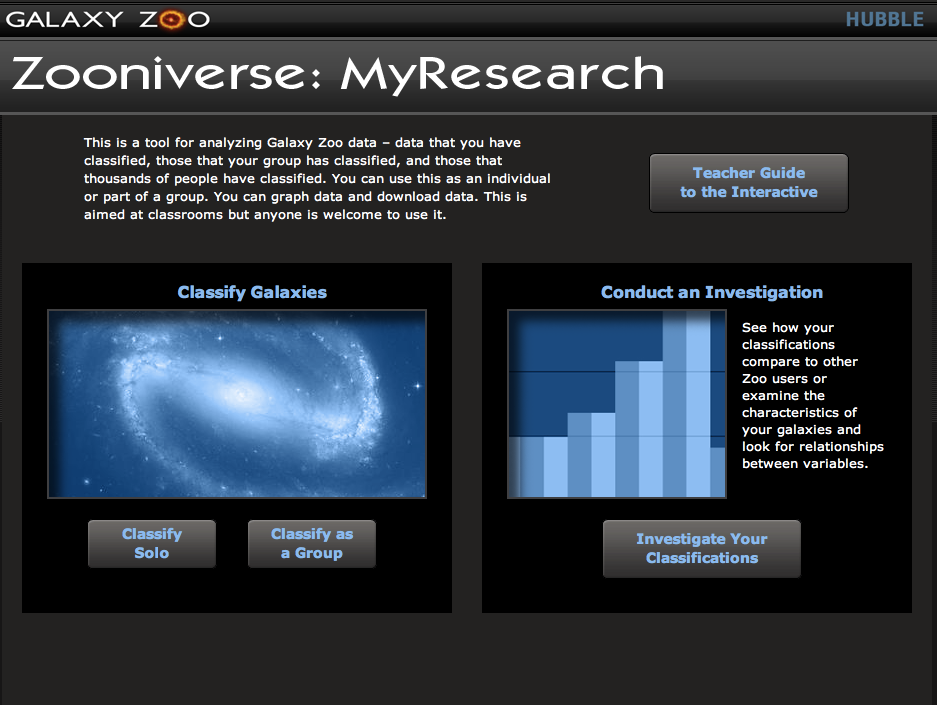 GALAXY ZOO
HUBBLE
Zooniverse: MyResearch
This is a tool for analyzing Galaxy Zoo data – data that you have
classified, those that your group has classified, and those that
thousands of people have classified. You can use this as an individual
or part of a group. You can graph data and download data. This is
aimed at classrooms but anyone is welcome to use it.
Teacher Guide
to the Interactive
Classify Galaxies
Classify
Solo
Classify as
a Group
Conduct an Investigation
See how your
classifications
compare to other
Zoo users or
examine the
characteristics of
your galaxies and
look for relationships
between variables.
Investigate Your
Classifications